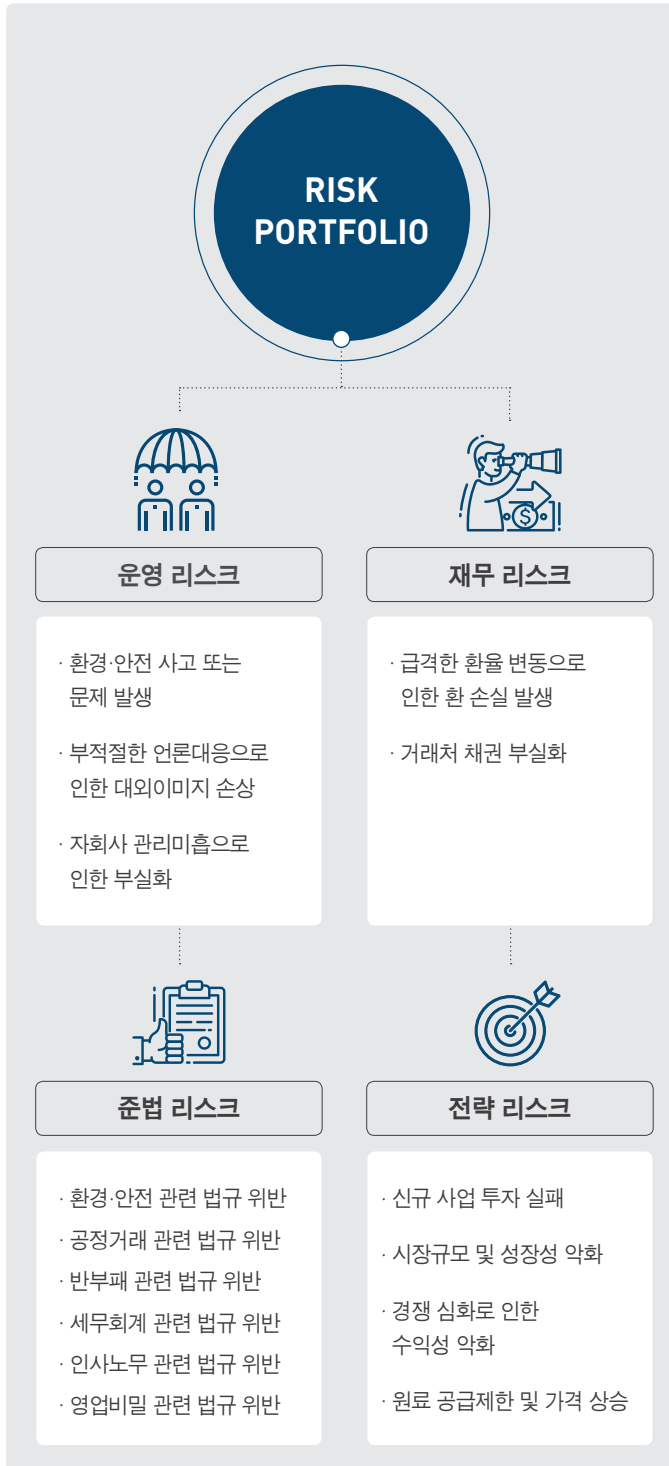 RISK
PORTFOLIO
운영 리스크
· 환경·안전 사고 또는
문제 발생
· 부적절한 언론대응으로
인한 대외이미지 손상
· 자회사 관리미흡으로
인한 부실화
재무 리스크
· 급격한 환율 변동으로
인한 환 손실 발생
· 거래처 채권 부실화
준법 리스크
· 환경·안전 관련 법규 위반
· 공정거래 관련 법규 위반
· 반부패 관련 법규 위반
· 세무회계 관련 법규 위반
· 인사노무 관련 법규 위반
· 영업비밀 관련 법규 위반
전략 리스크
· 신규 사업 투자 실패
· 시장규모 및 성장성 악화
· 경쟁 심화로 인한
수익성 악화
· 원료 공급제한 및 가격 상승